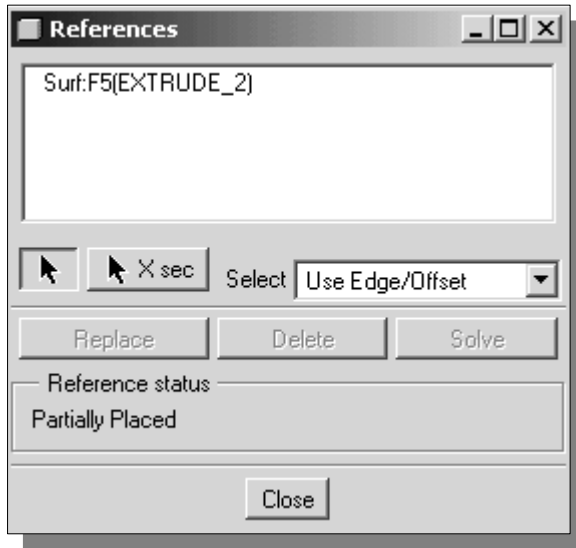 References
Surf:F5(EXTRUDE_2)
X sec
Select
Use Edge/Offset
Replace
Delete
Solve
Reference status
Partially Placed
Close